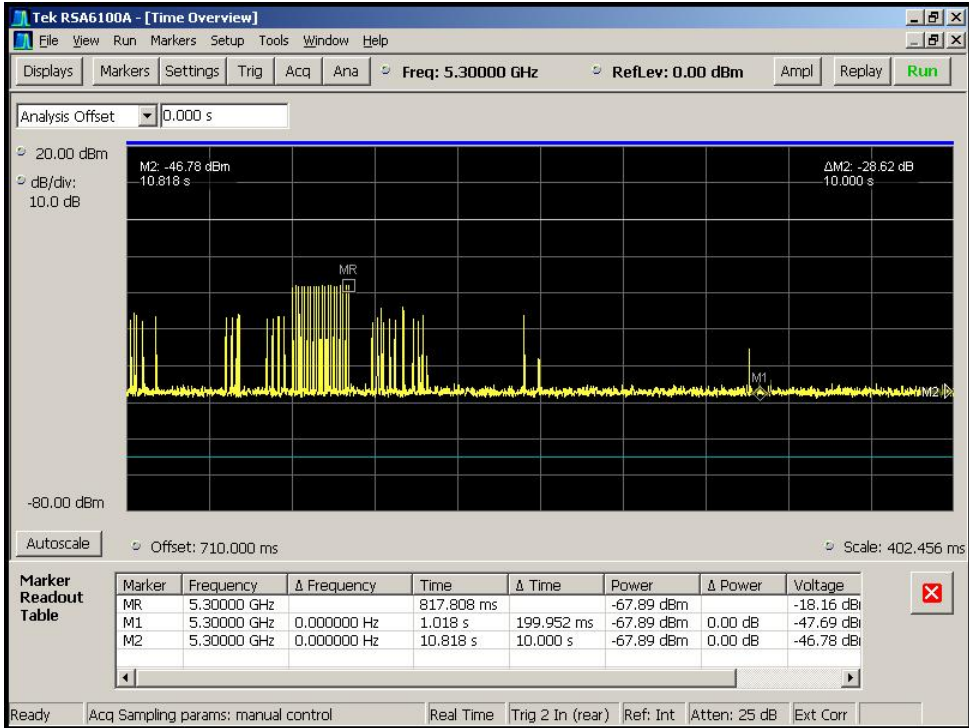 Tek RSA6100A - [Time Overview]
File View Run Markers Setup Tools Window Help
Displays Markers Settings Trig Acq Ana Freq: 5.30000 GHz RefLev: 0.00 dBm Ampl Replay Run
Analysis Offset 0.000 s
20.00 dBm
dB/div:
10.0 dB
M2: -46.78 dBm
10.818 s
ΔM2: -28.62 dB
10.000 s
MR
M1
M2
-80.00 dBm
Autoscale Offset: 710.000 ms Scale: 402.456 ms
Marker Readout Table
Marker Frequency Δ Frequency Time Δ Time Power Δ Power Voltage
MR 5.30000 GHz 817.808 ms -67.89 dBm -18.16 dB
M1 5.30000 GHz 0.000000 Hz 1.018 s 199.952 ms -67.89 dBm 0.00 dB -47.69 dB
M2 5.30000 GHz 0.000000 Hz 10.818 s 10.000 s -67.89 dBm 0.00 dB -46.78 dB
Ready Acq Sampling params: manual control Real Time Trig 2 In (rear) Ref: Int Atten: 25 dB Ext Corr